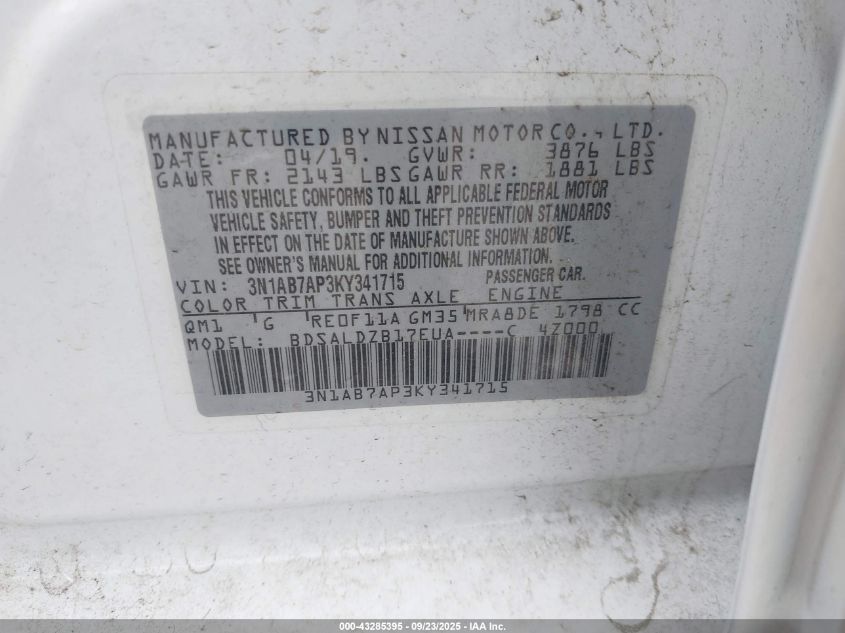 MANUFACTURED BY NISSAN MOTOR CO., LTD.
DATE: 04/19. GVWR: 3876 LBS
GAWR FR: 2143 LBS GAWR RR: 1881 LBS
THIS VEHICLE CONFORMS TO ALL APPLICABLE FEDERAL MOTOR
VEHICLE SAFETY, BUMPER AND THEFT PREVENTION STANDARDS
IN EFFECT ON THE DATE OF MANUFACTURE SHOWN ABOVE.
SEE OWNER'S MANUAL FOR ADDITIONAL INFORMATION.
VIN: 3N1AB7AP3KY341715 PASSENGER CAR.
COLOR TRIM TRANS AXLE ENGINE
QM1 G RE0F11A GM35 MRA8DE 1798 CC
MODEL: BDSALDZB17EUA----C 4Z000
3N1AB7AP3KY341715
000-43285395 - 09/23/2025 - IAA Inc.